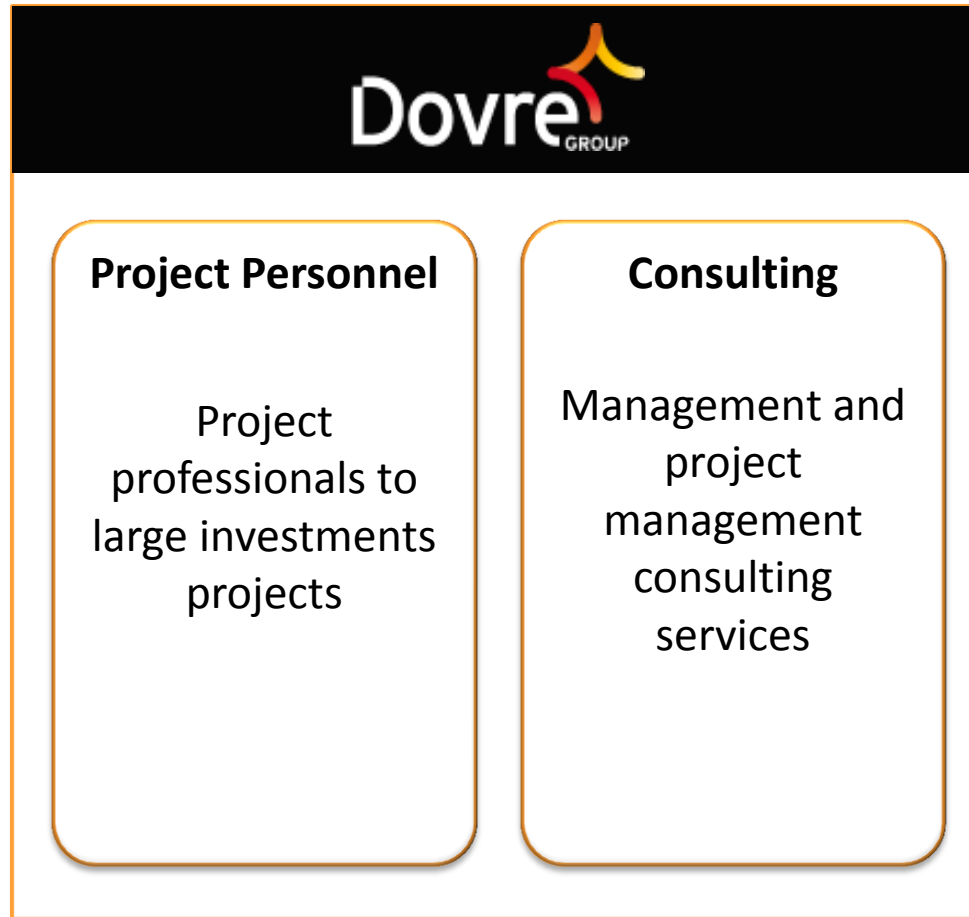 Dovre
GROUP
Project Personnel
Project
professionals to
large investments
projects
Consulting
Management and
project
management
consulting
services